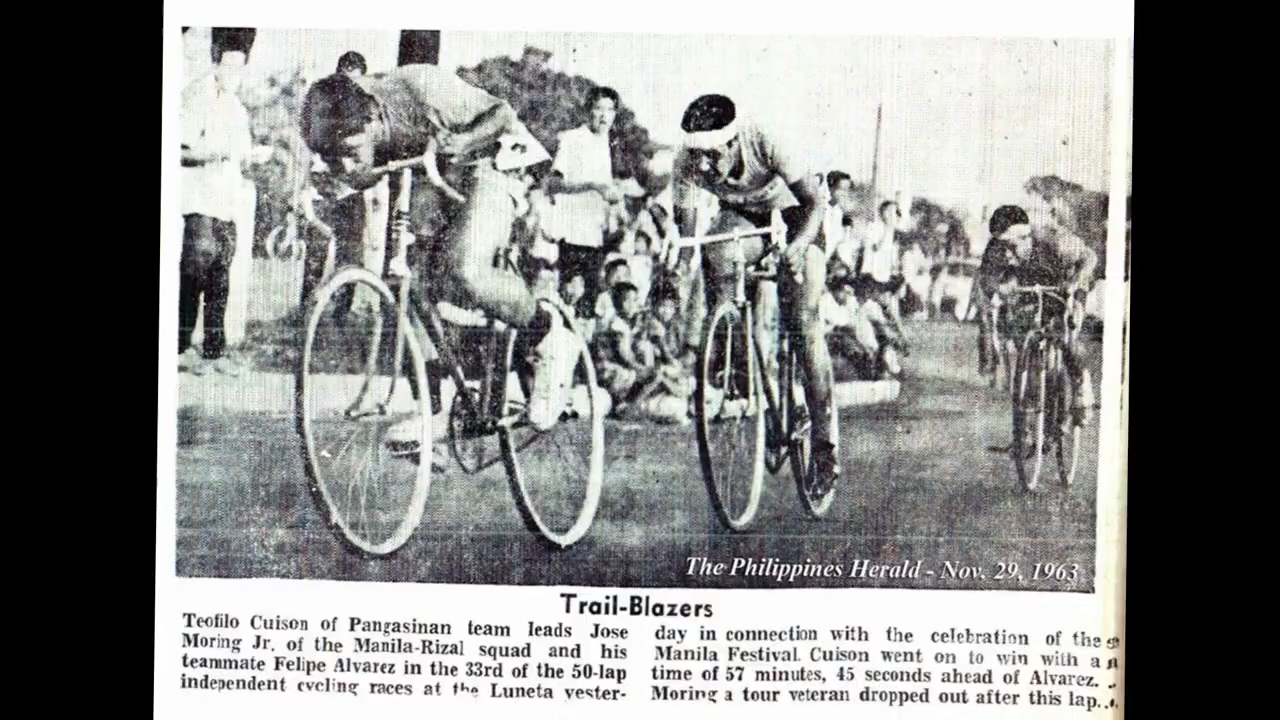 The Philippines Herald - Nov. 29, 1963
Trail-Blazers
Teofilo Cuison of Pangasinan team leads Jose
Moring Jr. of the Manila-Rizal squad and his
teammate Felipe Alvarez in the 33rd of the 50-lap
independent cycling races at the Luneta yester-
day in connection with the celebration of the
Manila Festival. Cuison went on to win with a
time of 57 minutes, 45 seconds ahead of Alvarez.
Moring a tour veteran dropped out after this lap...